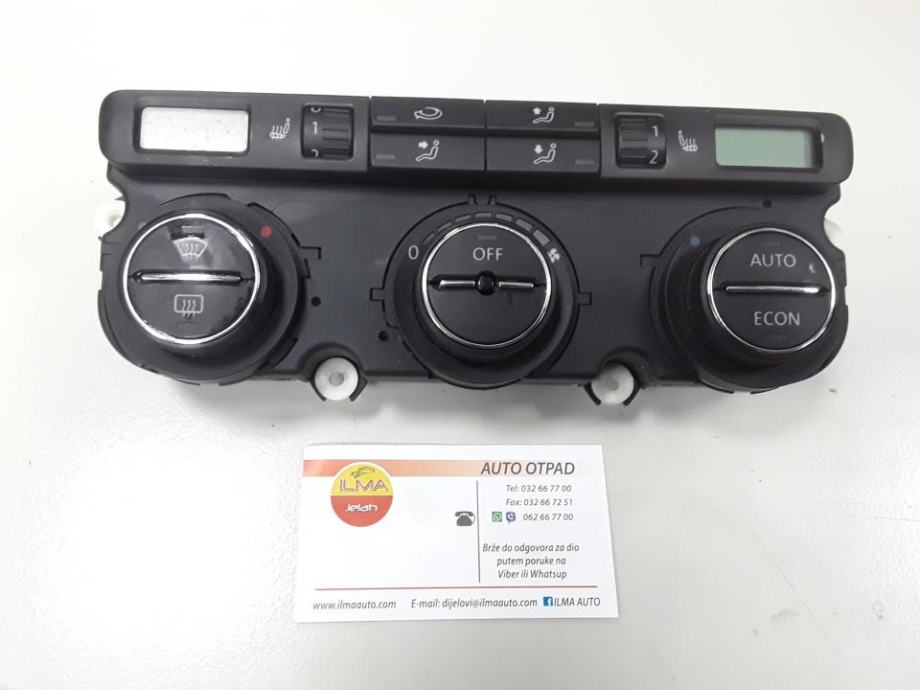 0
1
2
1
2
0
OFF
AUTO
ECON
ILMA
Jelah
AUTO OTPAD
Tel: 032 66 77 00
Fax: 032 66 72 51
062 66 77 00
Brže do odgovora za dio
putem poruke na
Viber ili Whatsup
www.ilmaauto.com E-mail: dijelovi@ilmaauto.com ILMA AUTO